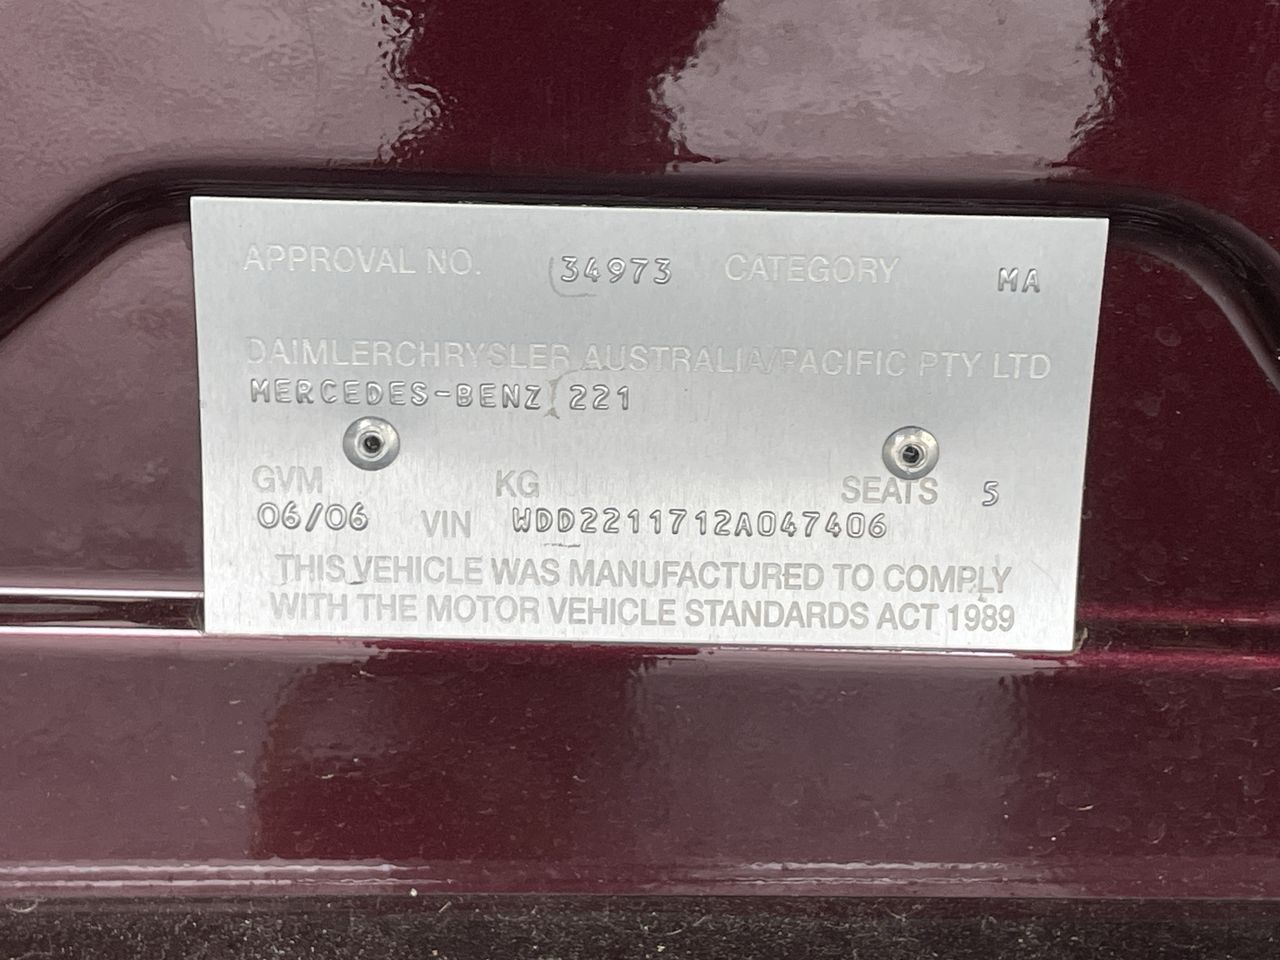 APPROVAL NO. 34973 CATEGORY MA
DAIMLERCHRYSLER AUSTRALIA/PACIFIC PTY LTD
MERCEDES-BENZ 221
GVM KG SEATS 5
06/06 VIN WDD2211712A047406
THIS VEHICLE WAS MANUFACTURED TO COMPLY
WITH THE MOTOR VEHICLE STANDARDS ACT 1989